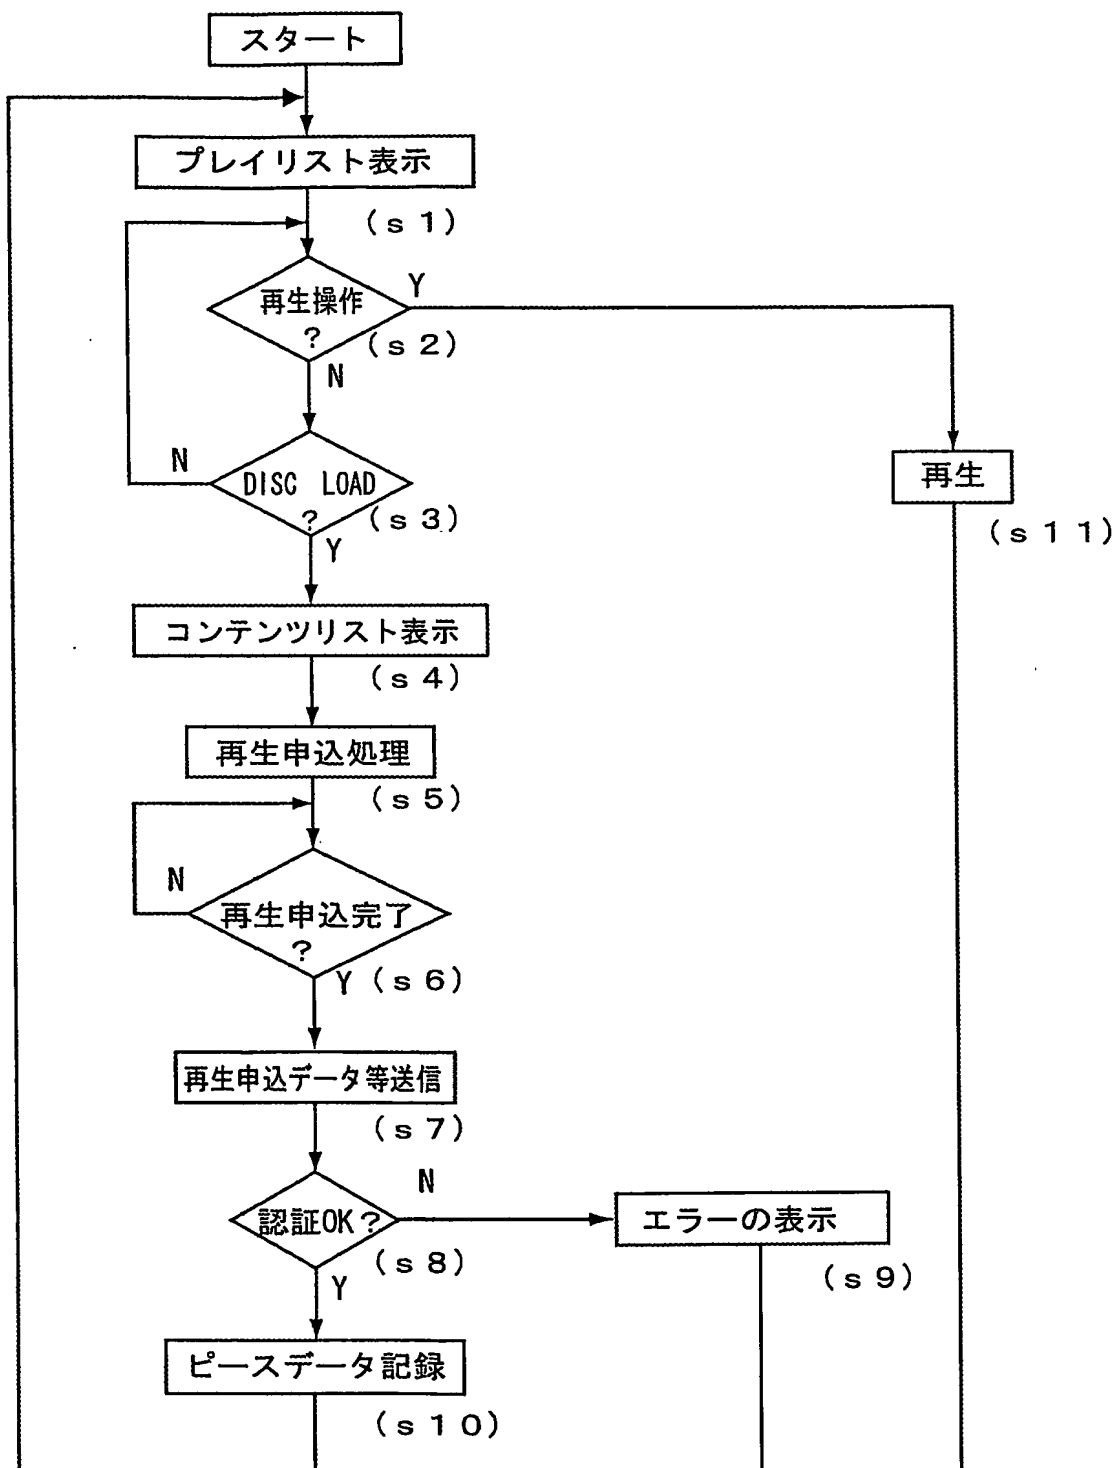 スタート
プレイリスト表示
(s1)
再生操作
?
Y
(s2)
N
DISC LOAD
?
N
(s3)
Y
再生
(s11)
コンテンツリスト表示
(s4)
再生申込処理
(s5)
N
再生申込完了
?
Y (s6)
再生申込データ等送信
(s7)
認証OK?
N
(s8)
Y
エラーの表示
(s9)
ピースデータ記録
(s10)